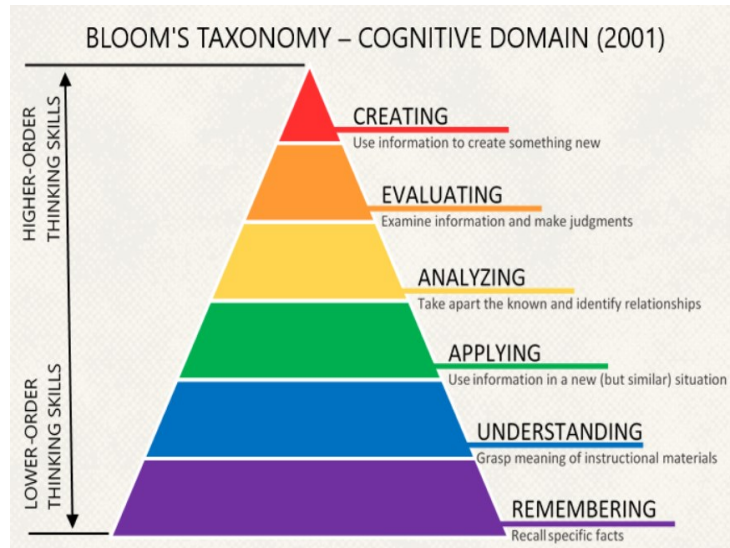 BLOOM'S TAXONOMY – COGNITIVE DOMAIN (2001)
HIGHER-ORDER
THINKING SKILLS
LOWER-ORDER
THINKING SKILLS
CREATING
Use information to create something new
EVALUATING
Examine information and make judgments
ANALYZING
Take apart the known and identify relationships
APPLYING
Use information in a new (but similar) situation
UNDERSTANDING
Grasp meaning of instructional materials
REMEMBERING
Recall specific facts